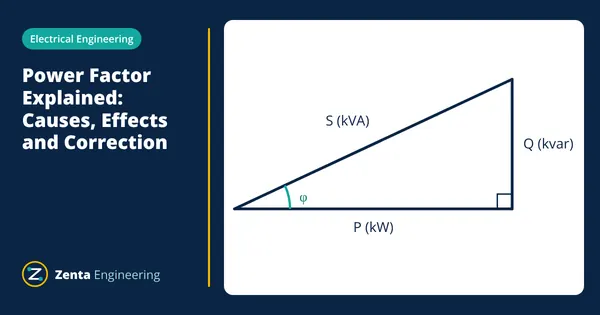 Electrical Engineering
Power Factor
Explained:
Causes, Effects
and Correction
Zenta Engineering
S (kVA)
Q (kvar)
φ
P (kW)